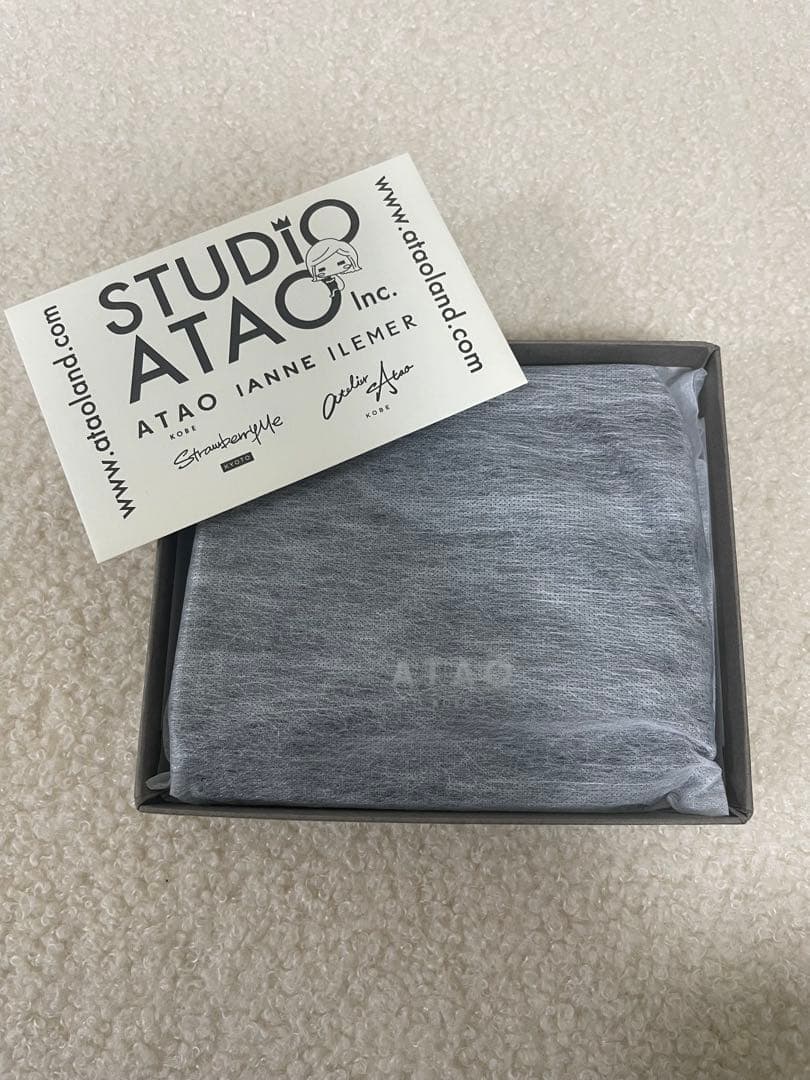 www.ataoland.com
STUDiO
ATAO Inc.
ATAO IANNE ILEMER
KOBE
StrawberryMe
KYOTO
atelier Atao
KOBE
www.ataoland.com
ATAO